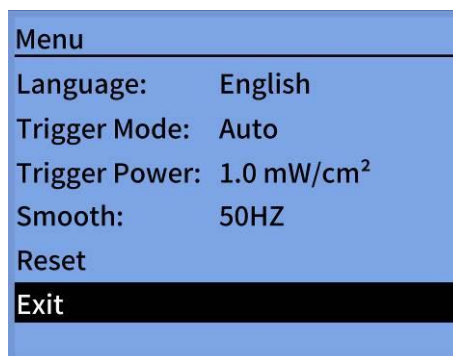 Menu
Language: English
Trigger Mode: Auto
Trigger Power: 1.0 mW/cm²
Smooth: 50HZ
Reset
Exit